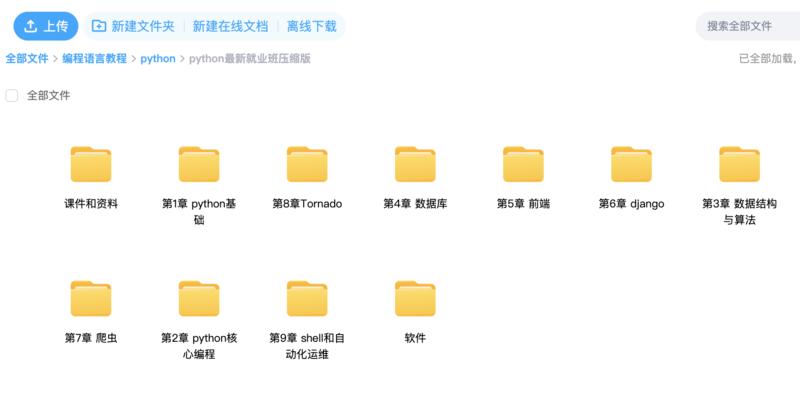 上传 新建文件夹 新建在线文档 离线下载 搜索全部文件
全部文件 > 编程语言教程 > python > python最新就业班压缩版 已全部加载,
全部文件
课件和资料
第1章 python基
础
第8章Tornado
第4章 数据库
第5章 前端
第6章 django
第3章 数据结构
与算法
第7章 爬虫
第2章 python核
心编程
第9章 shell和自
动化运维
软件